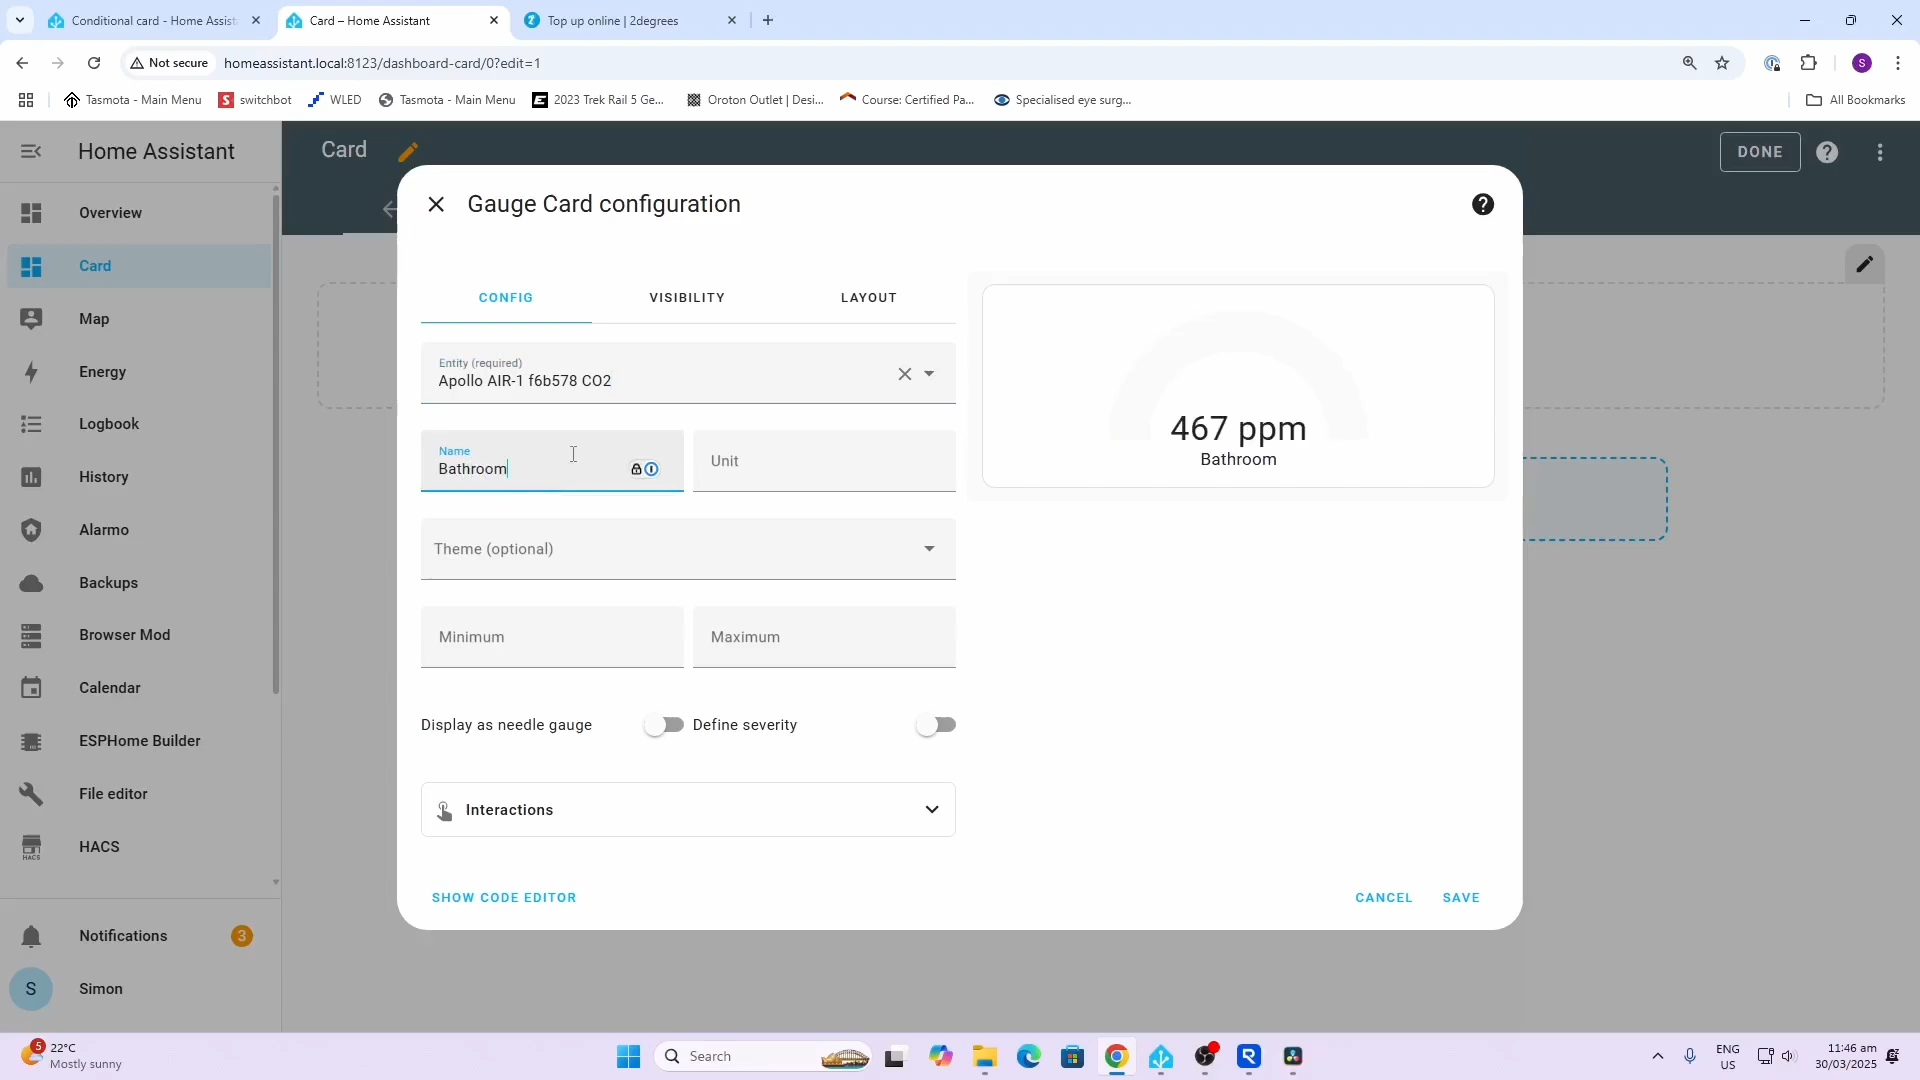 Conditional card - Home Assist
Card – Home Assistant
Top up online | 2degrees
Not secure
homeassistant.local:8123/dashboard-card/0?edit=1
S
Tasmota - Main Menu
switchbot
WLED
Tasmota - Main Menu
2023 Trek Rail 5 Ge...
Oroton Outlet | Desi...
Course: Certified Pa...
Specialised eye surg...
All Bookmarks
Home Assistant
Card
DONE
Gauge Card configuration
Overview
Card
Map
Energy
Logbook
History
Alarmo
Backups
Browser Mod
Calendar
ESPHome Builder
File editor
HACS
HACS
Notifications
3
S
Simon
CONFIG
VISIBILITY
LAYOUT
Entity (required)
Apollo AIR-1 f6b578 CO2
Name
Bathroom
Unit
Theme (optional)
Minimum
Maximum
Display as needle gauge
Define severity
Interactions
SHOW CODE EDITOR
CANCEL
SAVE
467 ppm
Bathroom
5
22°C
Mostly sunny
Search
ENG
US
11:46 am
30/03/2025